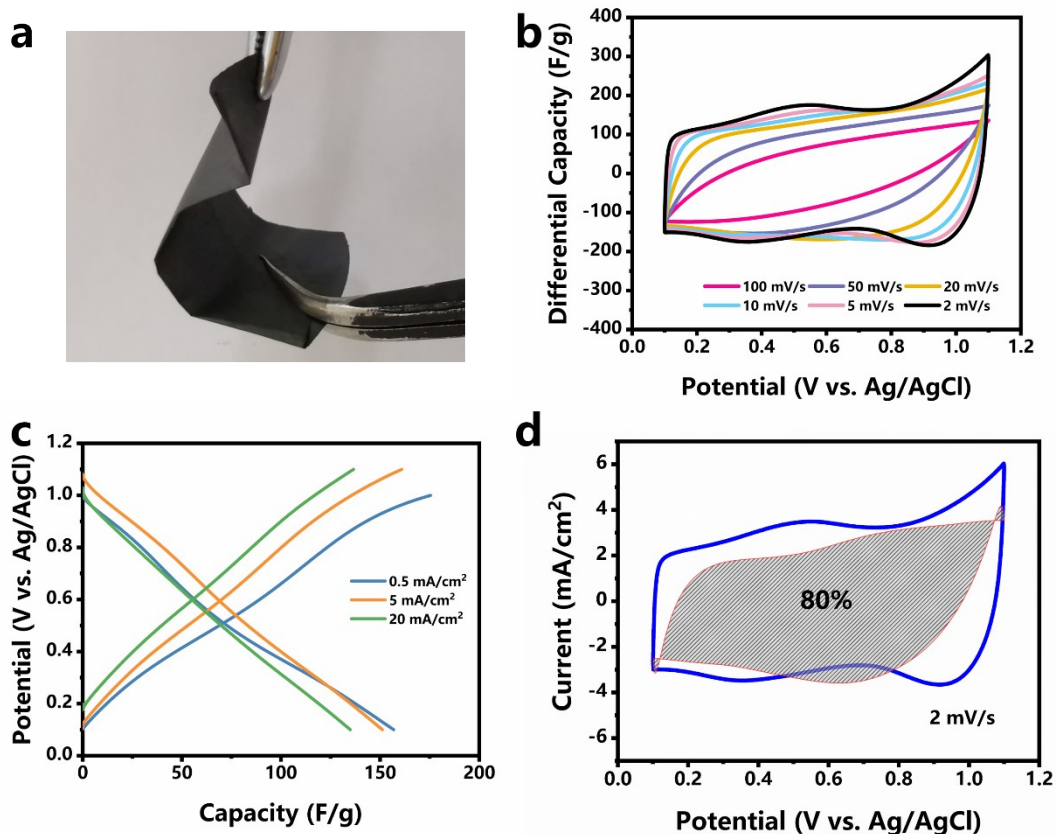 a
b
Differential Capacity (F/g)
400
300
200
100
0
-100
-200
-300
-400
100 mV/s 50 mV/s 20 mV/s
10 mV/s 5 mV/s 2 mV/s
0.0 0.2 0.4 0.6 0.8 1.0 1.2
Potential (V vs. Ag/AgCl)
c
Potential (V vs. Ag/AgCl)
1.2
1.0
0.8
0.6
0.4
0.2
0.0
0.5 mA/cm²
5 mA/cm²
20 mA/cm²
0 50 100 150 200
Capacity (F/g)
d
Current (mA/cm²)
6
4
2
0
-2
-4
-6
80%
2 mV/s
0.0 0.2 0.4 0.6 0.8 1.0 1.2
Potential (V vs. Ag/AgCl)